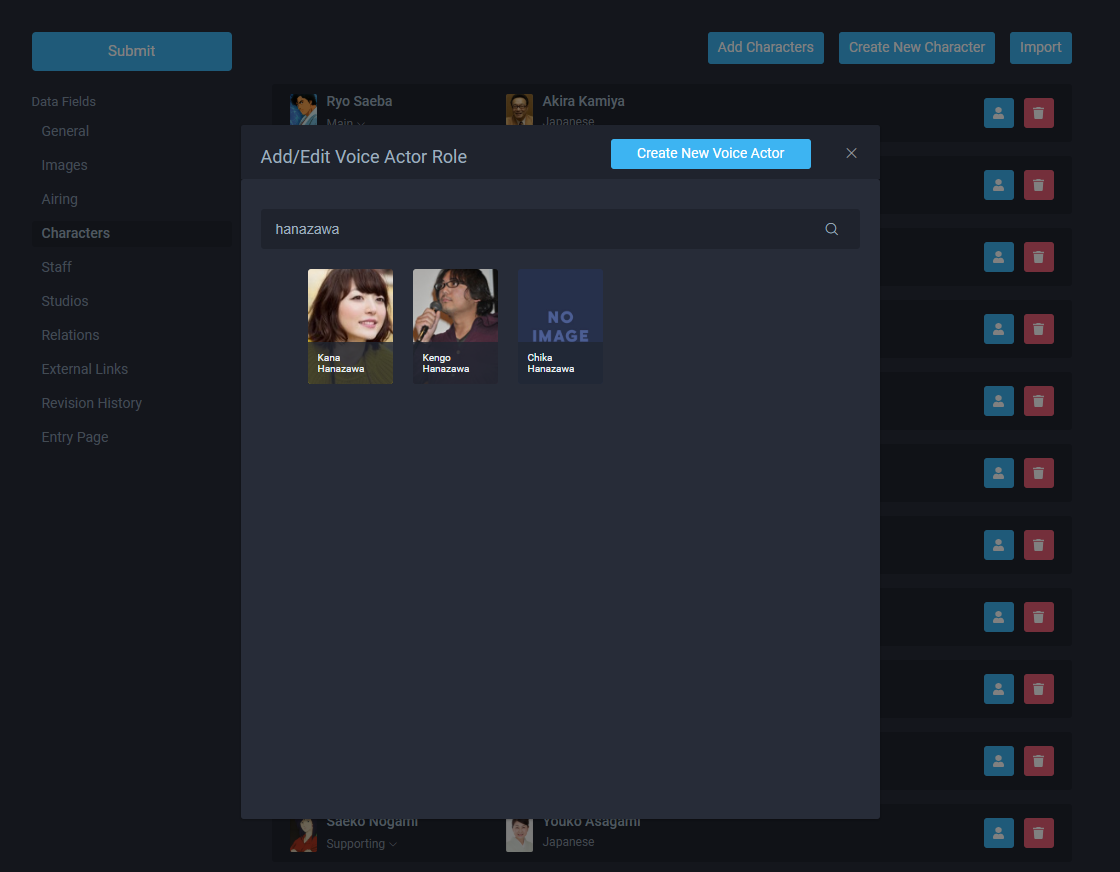 Submit
Add Characters
Create New Character
Import
Data Fields
General
Images
Airing
Characters
Staff
Studios
Relations
External Links
Revision History
Entry Page
Ryo Saeba
Main
Akira Kamiya
Japanese
Add/Edit Voice Actor Role
Create New Voice Actor
hanazawa
Kana
Hanazawa
Kengo
Hanazawa
NO
IMAGE
Chika
Hanazawa
Saeko Nogami
Supporting
Youko Asagami
Japanese